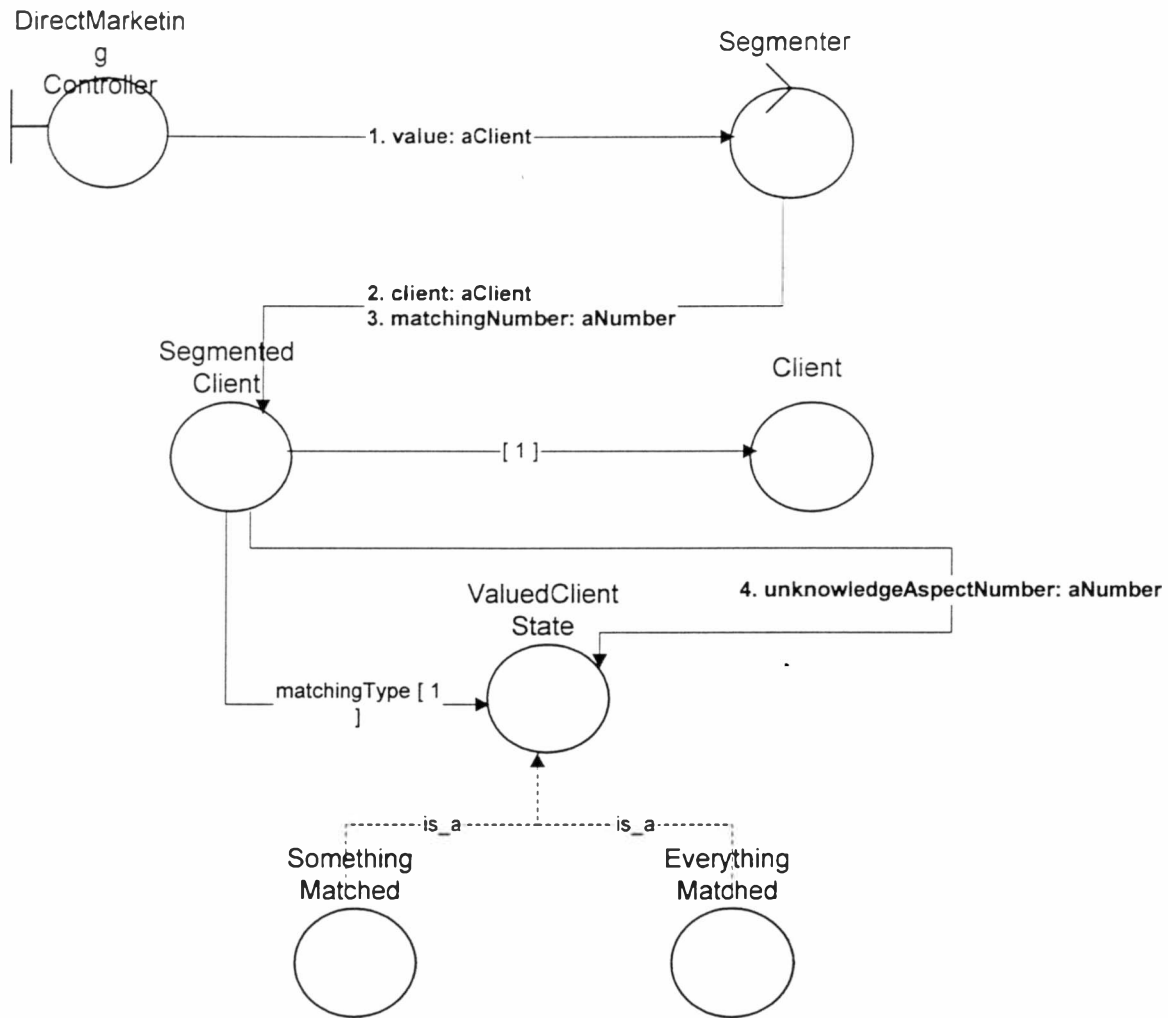 DirectMarketin
g
Controller
Segmenter
1. value: aClient
2. client: aClient
3. matchingNumber: aNumber
Segmented
Client
Client
[ 1 ]
ValuedClient
State
4. unknowledgeAspectNumber: aNumber
matchingType [ 1
]
is_a
is_a
Something
Matched
Everything
Matched